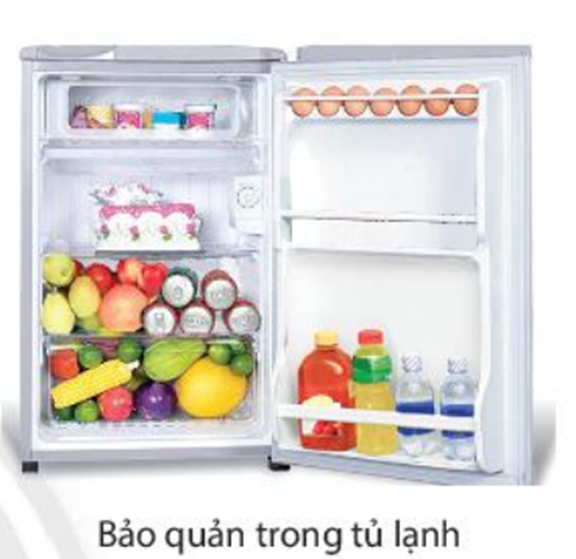 Bảo quản trong tủ lạnh